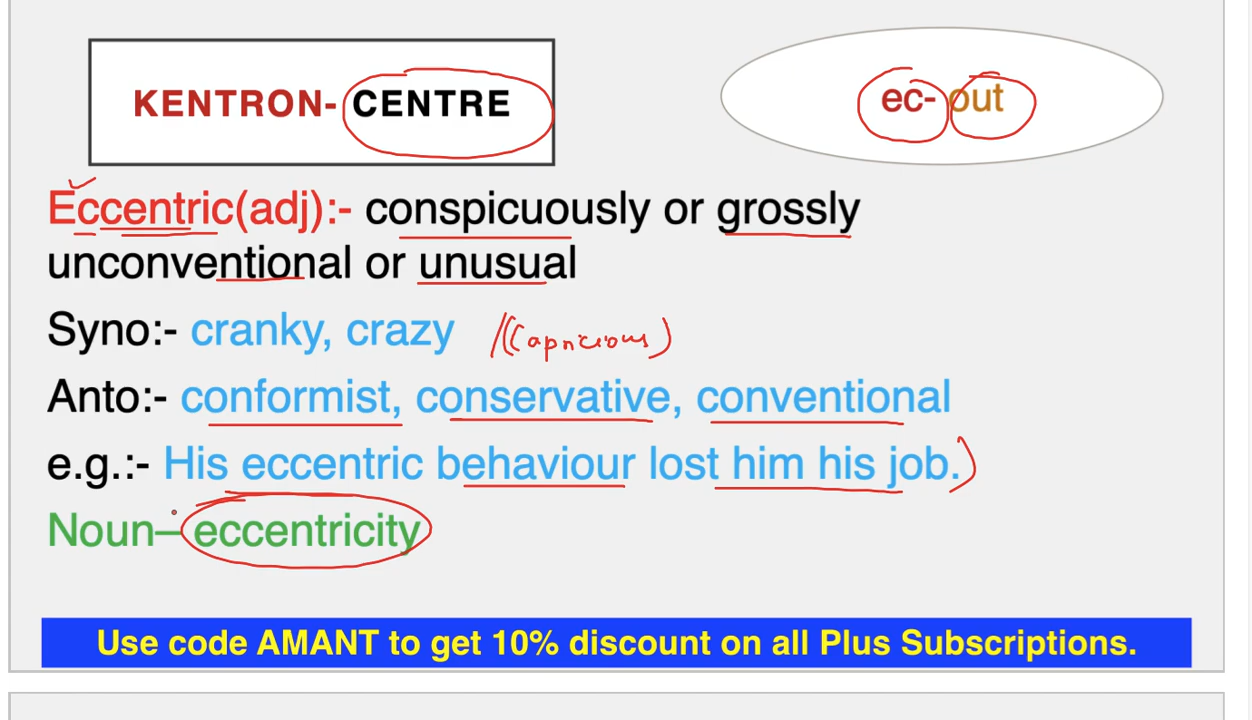 KENTRON- CENTRE
ec- out
Eccentric(adj):- conspicuously or grossly
unconventional or unusual
Syno:- cranky, crazy /(Capricious)
Anto:- conformist, conservative, conventional
e.g.:- His eccentric behaviour lost him his job.)
Noun– eccentricity
Use code AMANT to get 10% discount on all Plus Subscriptions.